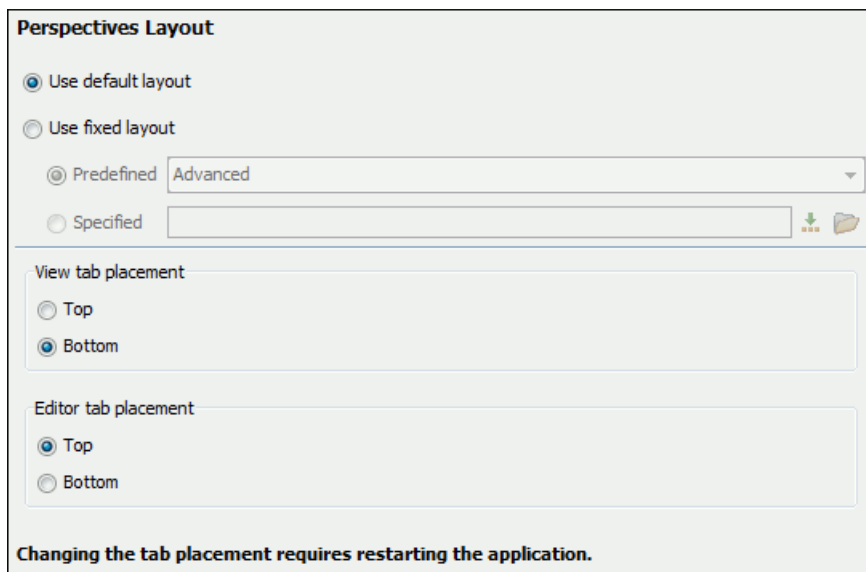 Perspectives Layout
Use default layout
Use fixed layout
Predefined Advanced
Specified
View tab placement
Top
Bottom
Editor tab placement
Top
Bottom
Changing the tab placement requires restarting the application.